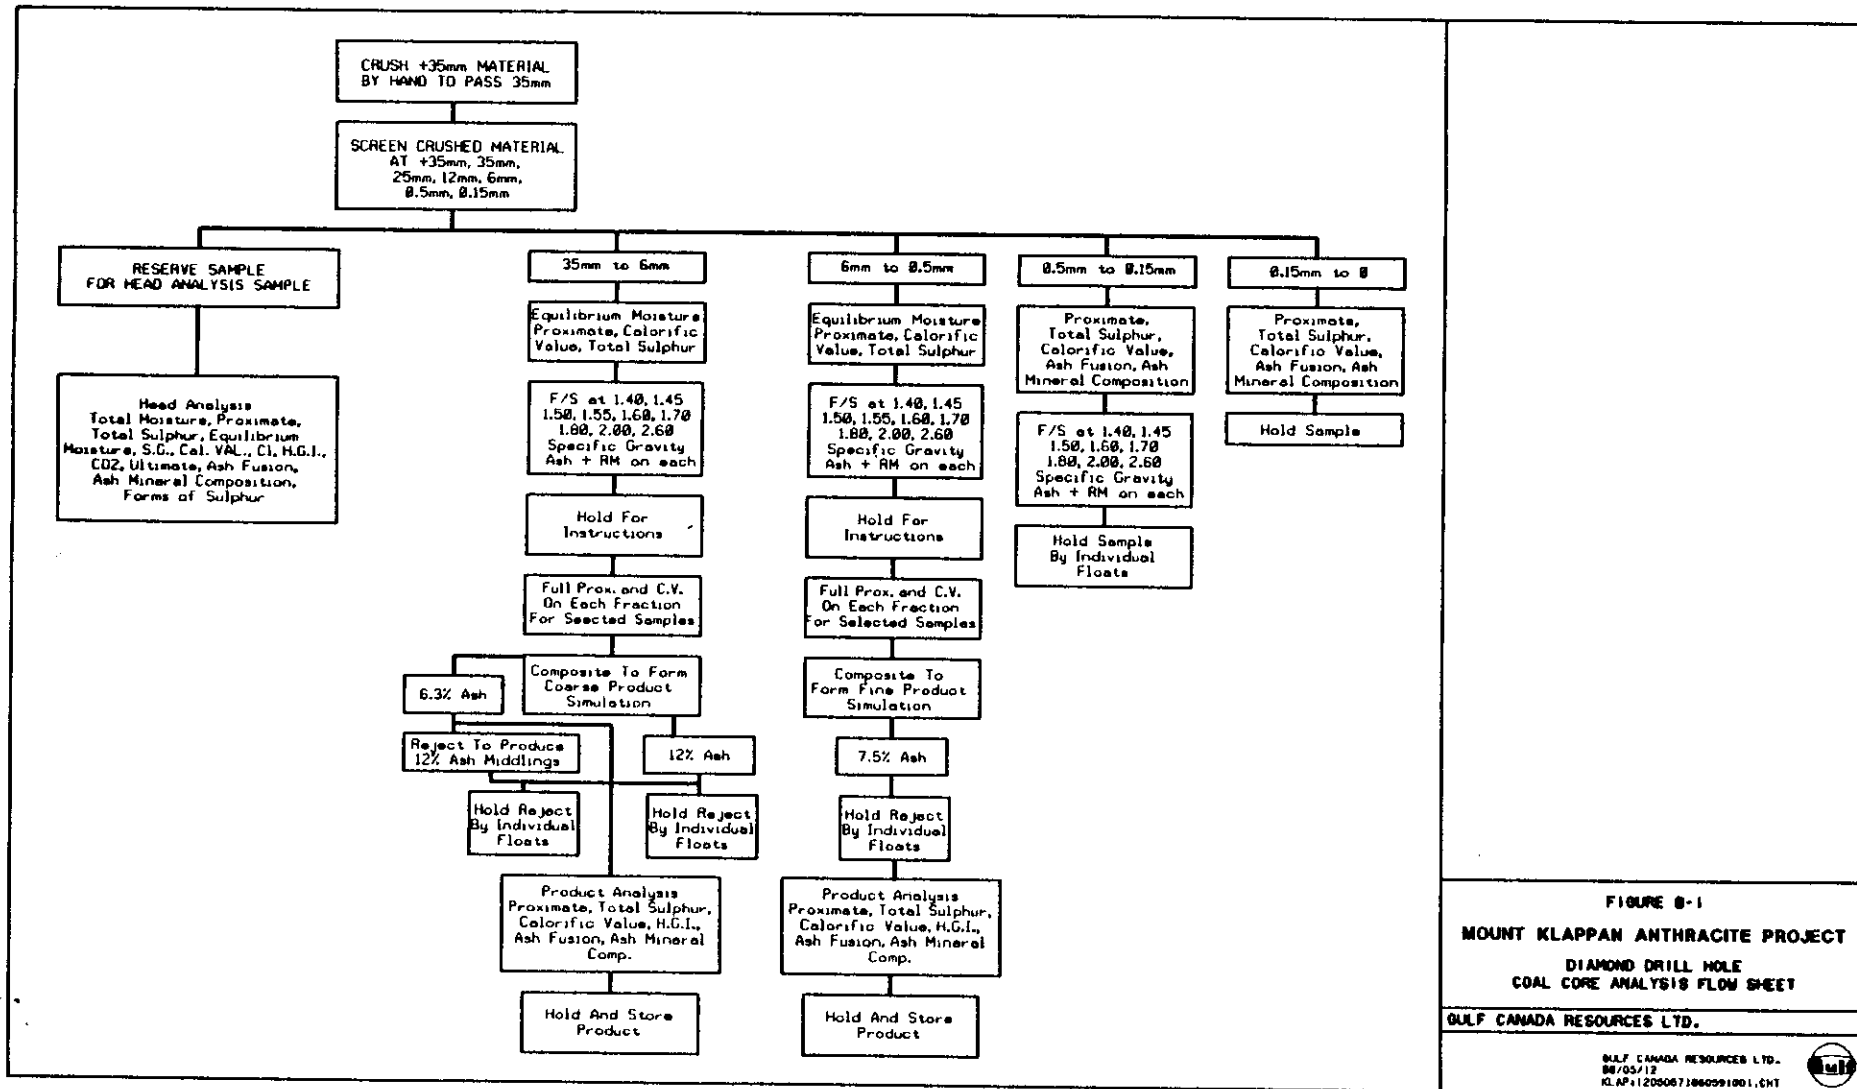 CRUSH +35mm MATERIAL
BY HAND TO PASS 35mm
SCREEN CRUSHED MATERIAL
AT +35mm, 35mm,
25mm, 12mm, 6mm,
0.5mm, 0.15mm
RESERVE SAMPLE
FOR HEAD ANALYSIS SAMPLE
Head Analysis
Total Moisture, Proximate,
Total Sulphur, Equilibrium
Moisture, S.G., Cal. VAL., Cl, H.G.I.,
CO2, Ultimate, Ash Fusion,
Ash Mineral Composition,
Forms of Sulphur
35mm to 6mm
Equilibrium Moisture
Proximate, Calorific
Value, Total Sulphur
F/S at 1.40, 1.45
1.50, 1.55, 1.60, 1.70
1.80, 2.00, 2.60
Specific Gravity
Ash + RM on each
Hold For
Instructions
Full Prox. and C.V.
On Each Fraction
For Seected Samples
Composite To Form
Coarse Product
Simulation
6.3% Ash
Reject To Produce
12% Ash Middlings
12% Ash
Hold Reject
By Individual
Floats
Hold Reject
By Individual
Floats
Product Analysis
Proximate, Total Sulphur,
Calorific Value, H.G.I.,
Ash Fusion, Ash Mineral
Comp.
Hold And Store
Product
6mm to 0.5mm
Equilibrium Moisture
Proximate, Calorific
Value, Total Sulphur
F/S at 1.40, 1.45
1.50, 1.55, 1.60, 1.70
1.80, 2.00, 2.60
Specific Gravity
Ash + RM on each
Hold For
Instructions
Full Prox. and C.V.
On Each Fraction
For Selected Samples
Composite To
Form Fine Product
Simulation
7.5% Ash
Hold Reject
By Individual
Floats
Product Analysis
Proximate, Total Sulphur,
Calorific Value, H.G.I.,
Ash Fusion, Ash Mineral
Comp.
Hold And Store
Product
0.5mm to 0.15mm
Proximate,
Total Sulphur,
Calorific Value,
Ash Fusion, Ash
Mineral Composition
F/S at 1.40, 1.45
1.50, 1.60, 1.70
1.80, 2.00, 2.60
Specific Gravity
Ash + RM on each
Hold Sample
By Individual
Floats
0.15mm to 0
Proximate,
Total Sulphur,
Calorific Value,
Ash Fusion, Ash
Mineral Composition
Hold Sample
FIGURE
MOUNT KLAPPAN ANTHRACITE PROJECT
DIAMOND DRILL HOLE
COAL CORE ANALYSIS FLOW SHEET
GULF CANADA RESOURCES LTD.
GULF CANADA RESOURCES LTD.
Gulf